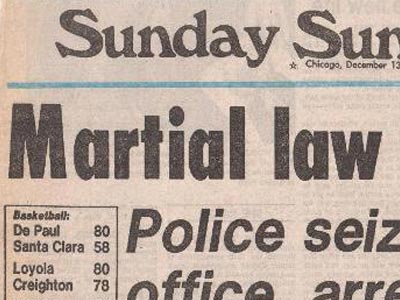 Sunday Sun
☆ Chicago, December 13
Martial law
Basketball:
De Paul 80
Santa Clara 58
Loyola 80
Creighton 78
Police seiz
office, arre